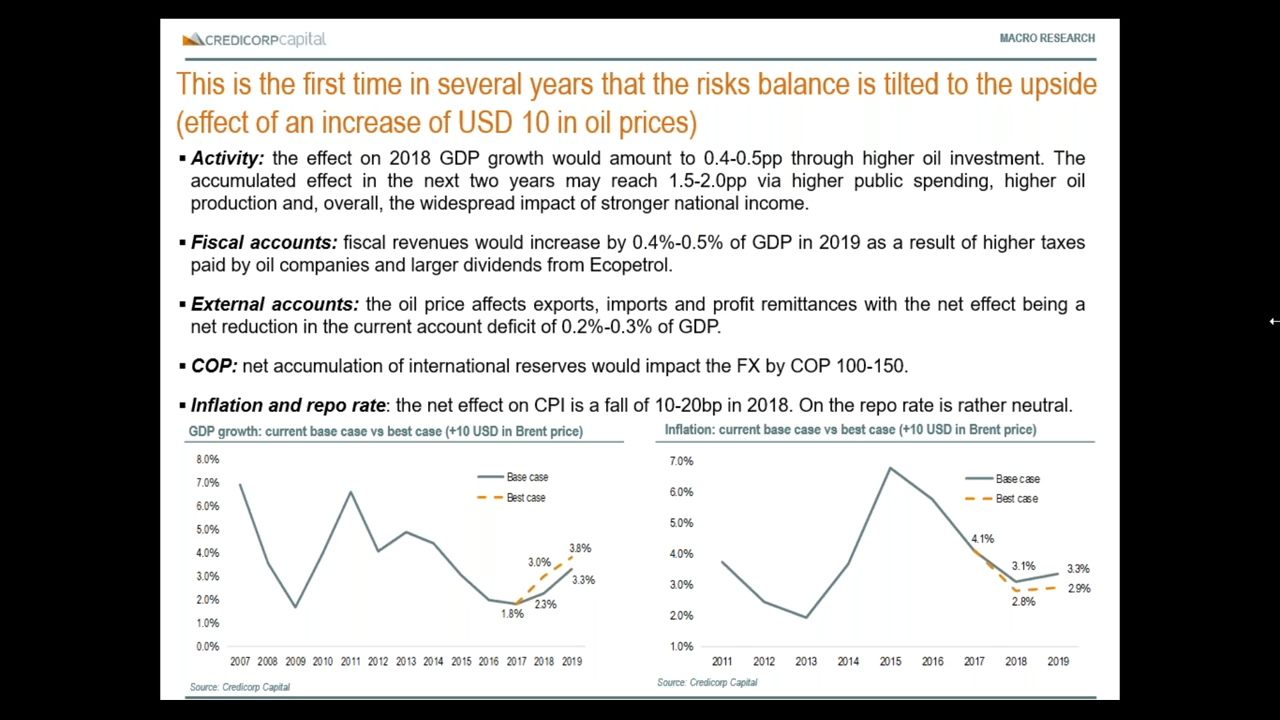 CREDICORPcapital
MACRO RESEARCH
This is the first time in several years that the risks balance is tilted to the upside
(effect of an increase of USD 10 in oil prices)
▪ Activity: the effect on 2018 GDP growth would amount to 0.4-0.5pp through higher oil investment. The
accumulated effect in the next two years may reach 1.5-2.0pp via higher public spending, higher oil
production and, overall, the widespread impact of stronger national income.
▪ Fiscal accounts: fiscal revenues would increase by 0.4%-0.5% of GDP in 2019 as a result of higher taxes
paid by oil companies and larger dividends from Ecopetrol.
▪ External accounts: the oil price affects exports, imports and profit remittances with the net effect being a
net reduction in the current account deficit of 0.2%-0.3% of GDP.
▪ COP: net accumulation of international reserves would impact the FX by COP 100-150.
▪ Inflation and repo rate: the net effect on CPI is a fall of 10-20bp in 2018. On the repo rate is rather neutral.
GDP growth: current base case vs best case (+10 USD in Brent price)
8.0%
7.0%
6.0%
5.0%
4.0%
3.0%
2.0%
1.0%
0.0%
Base case
Best case
3.8%
3.0%
3.3%
2.3%
1.8%
2007 2008 2009 2010 2011 2012 2013 2014 2015 2016 2017 2018 2019
Source: Credicorp Capital
Inflation: current base case vs best case (+10 USD in Brent price)
7.0%
6.0%
5.0%
4.0%
3.0%
2.0%
1.0%
Base case
Best case
4.1%
3.1%
3.3%
2.9%
2.8%
2011 2012 2013 2014 2015 2016 2017 2018 2019
Source: Credicorp Capital